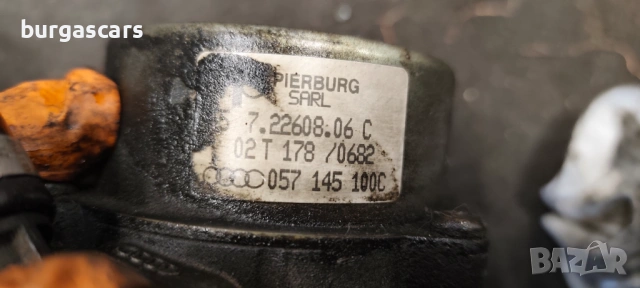 burgascars
PIERBURG
SARL
7.22608.06 C
02 T 178 /0682
057 145 100C
BAZAR